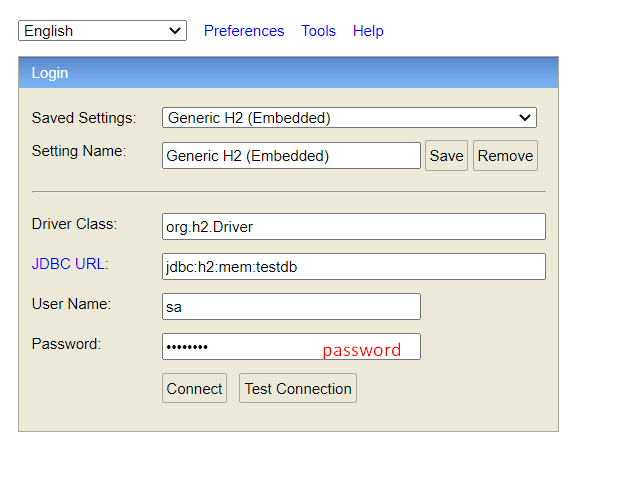 English Preferences Tools Help
Login
Saved Settings: Generic H2 (Embedded)
Setting Name: Generic H2 (Embedded) Save Remove
Driver Class: org.h2.Driver
JDBC URL: jdbc:h2:mem:testdb
User Name: sa
Password: •••••••• password
Connect Test Connection